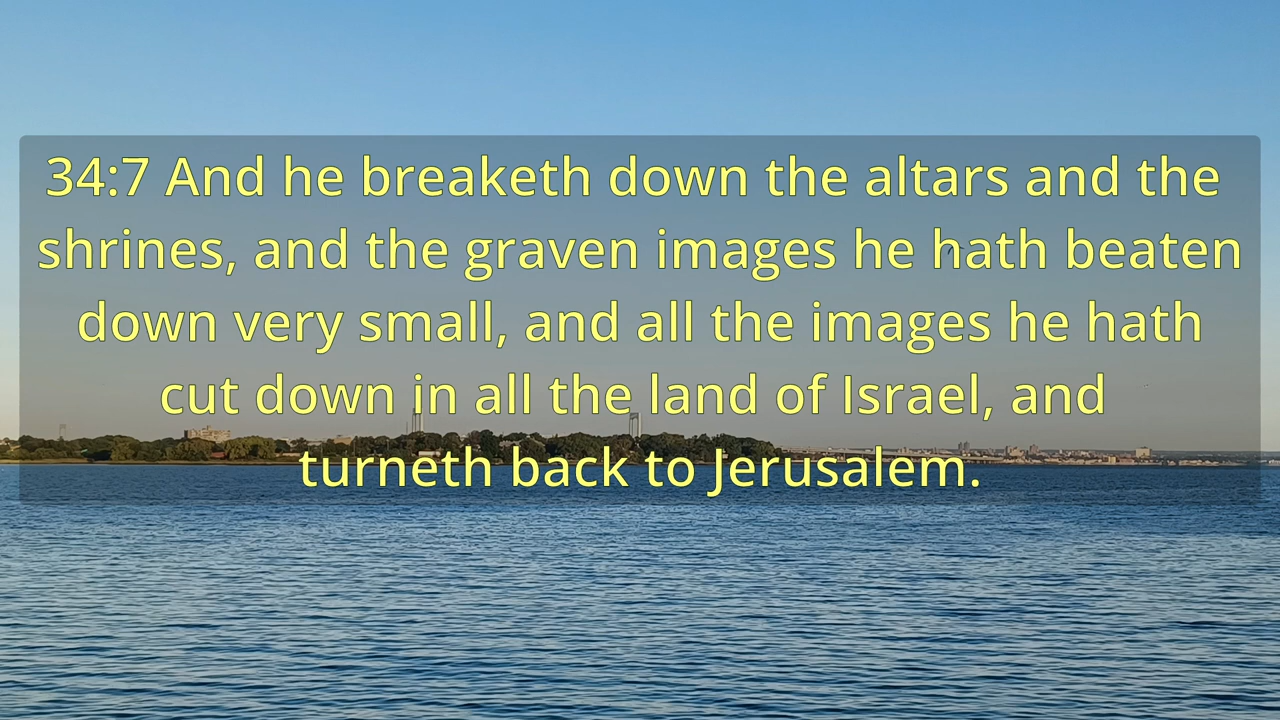 34:7 And he breaketh down the altars and the
shrines, and the graven images he hath beaten
down very small, and all the images he hath
cut down in all the land of Israel, and
turneth back to Jerusalem.